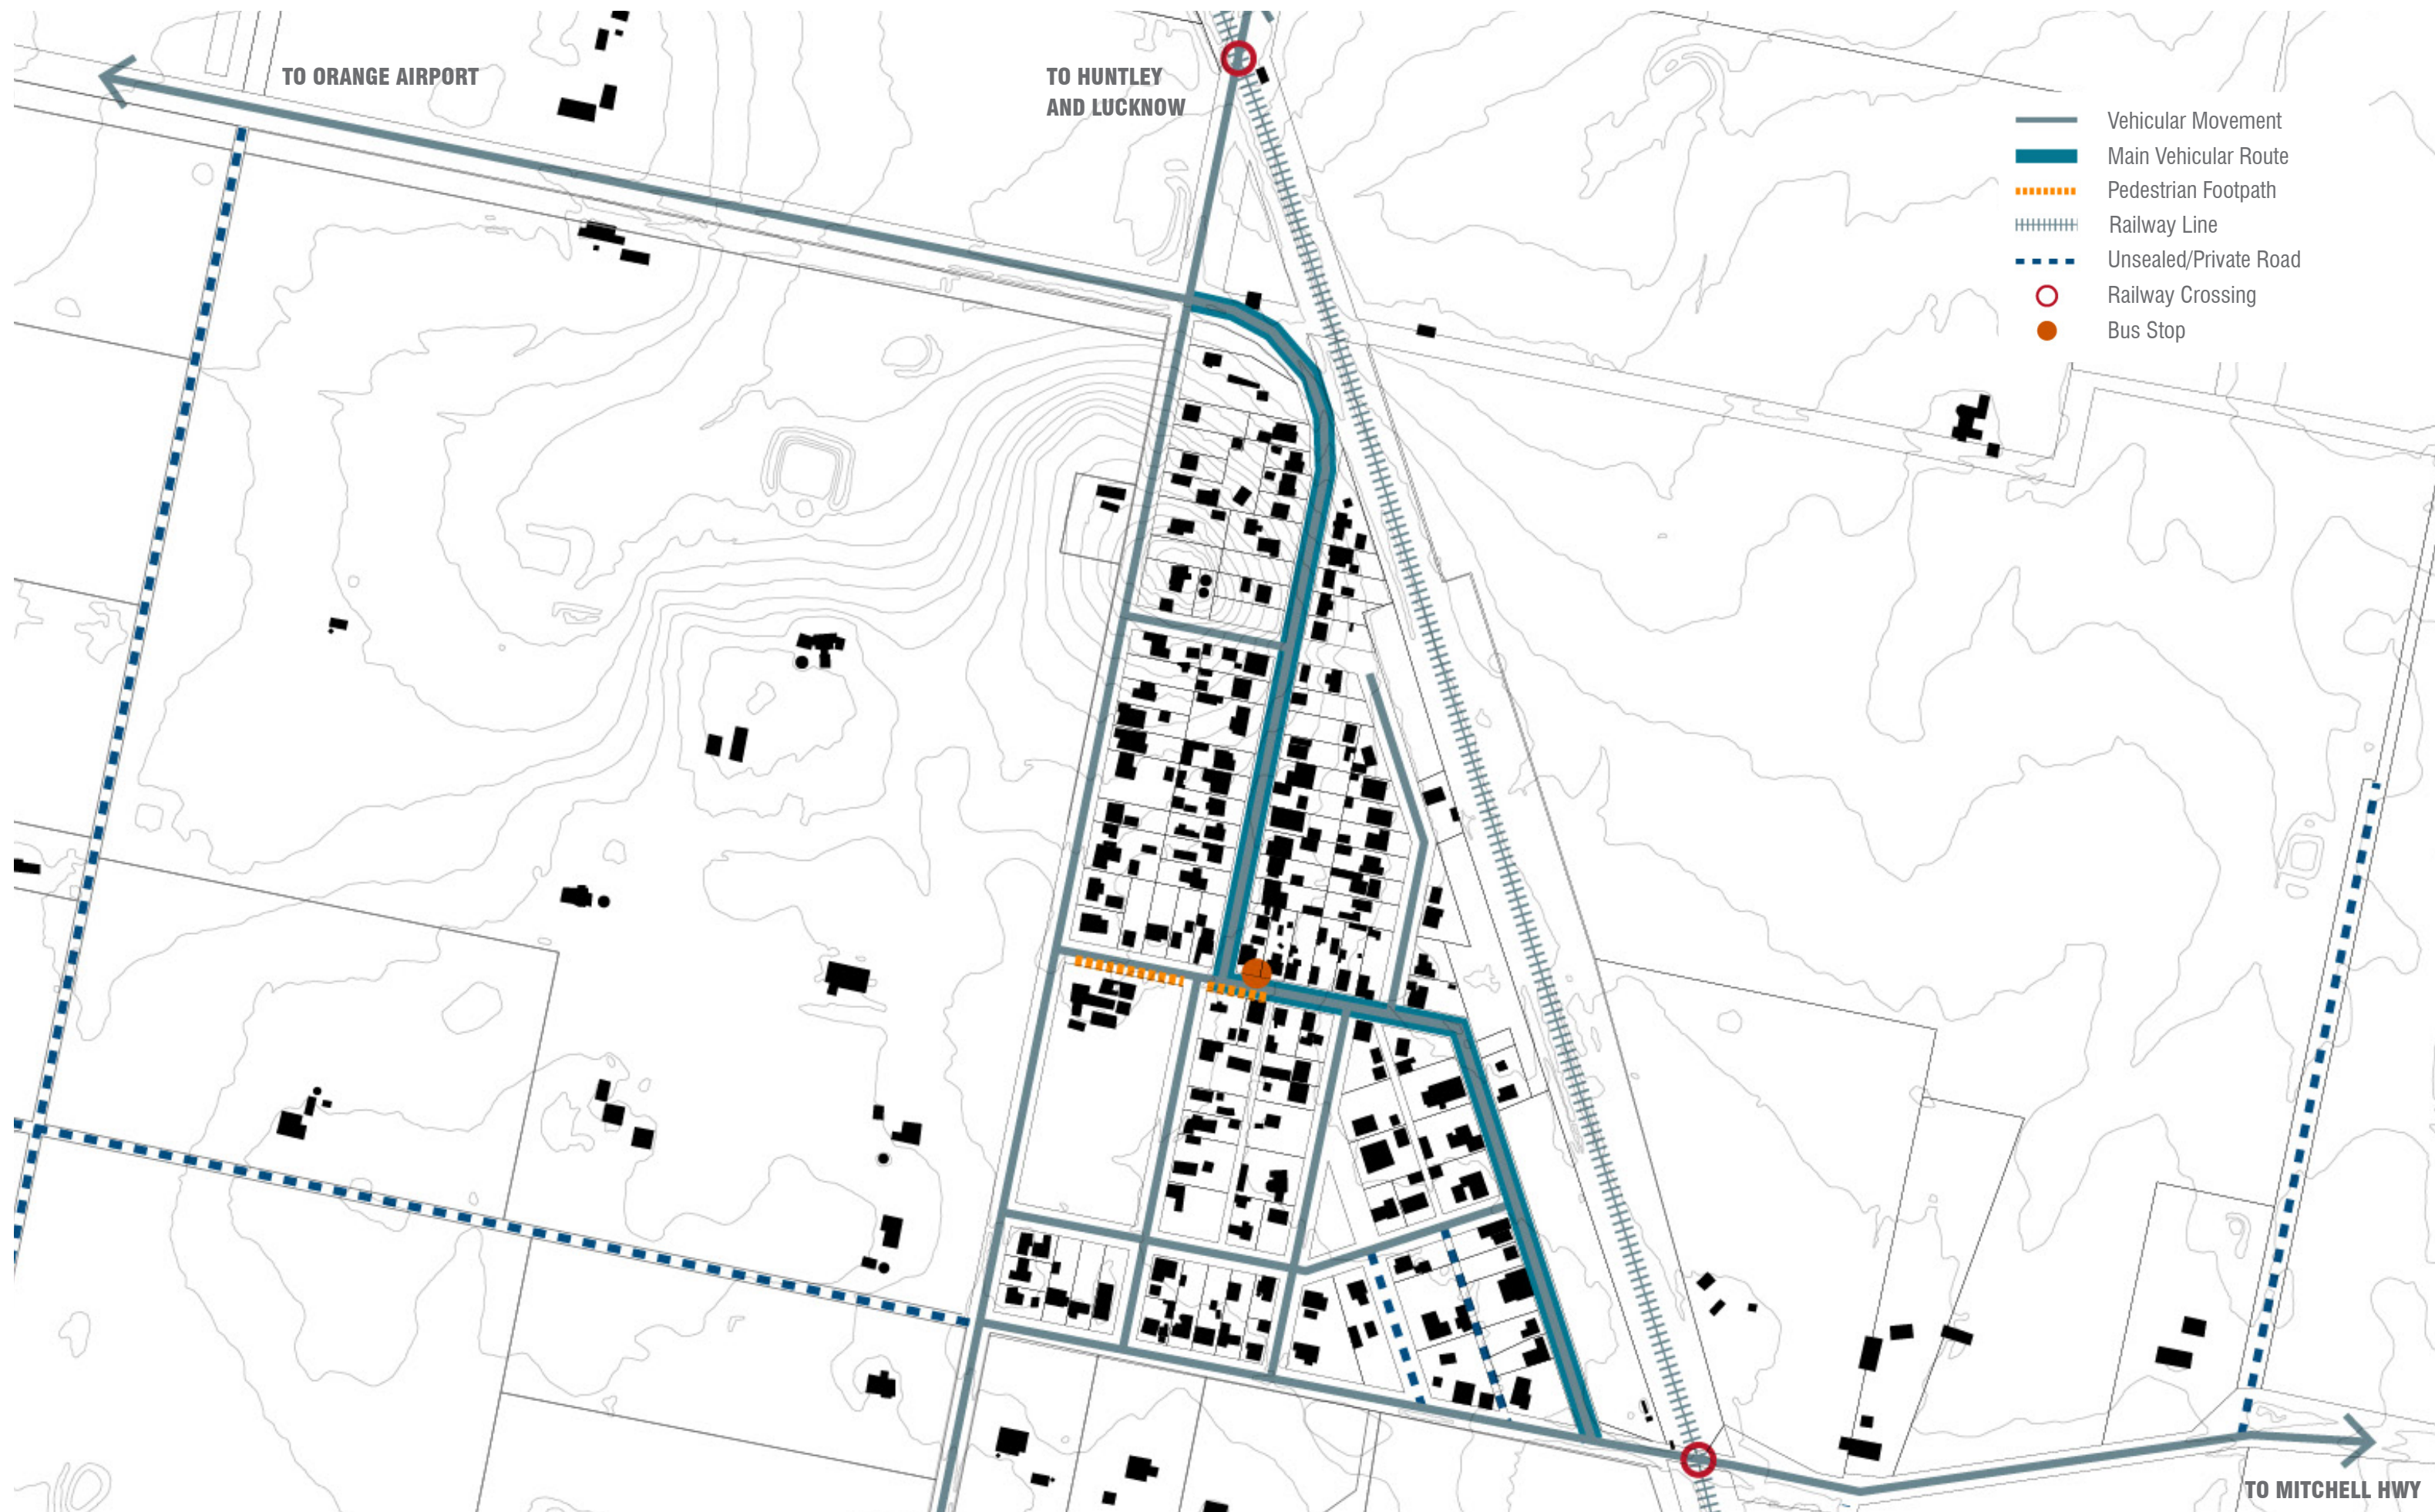 TO ORANGE AIRPORT
TO HUNTLEY
AND LUCKNOW
Vehicular Movement
Main Vehicular Route
Pedestrian Footpath
Railway Line
Unsealed/Private Road
Railway Crossing
Bus Stop
TO MITCHELL HWY